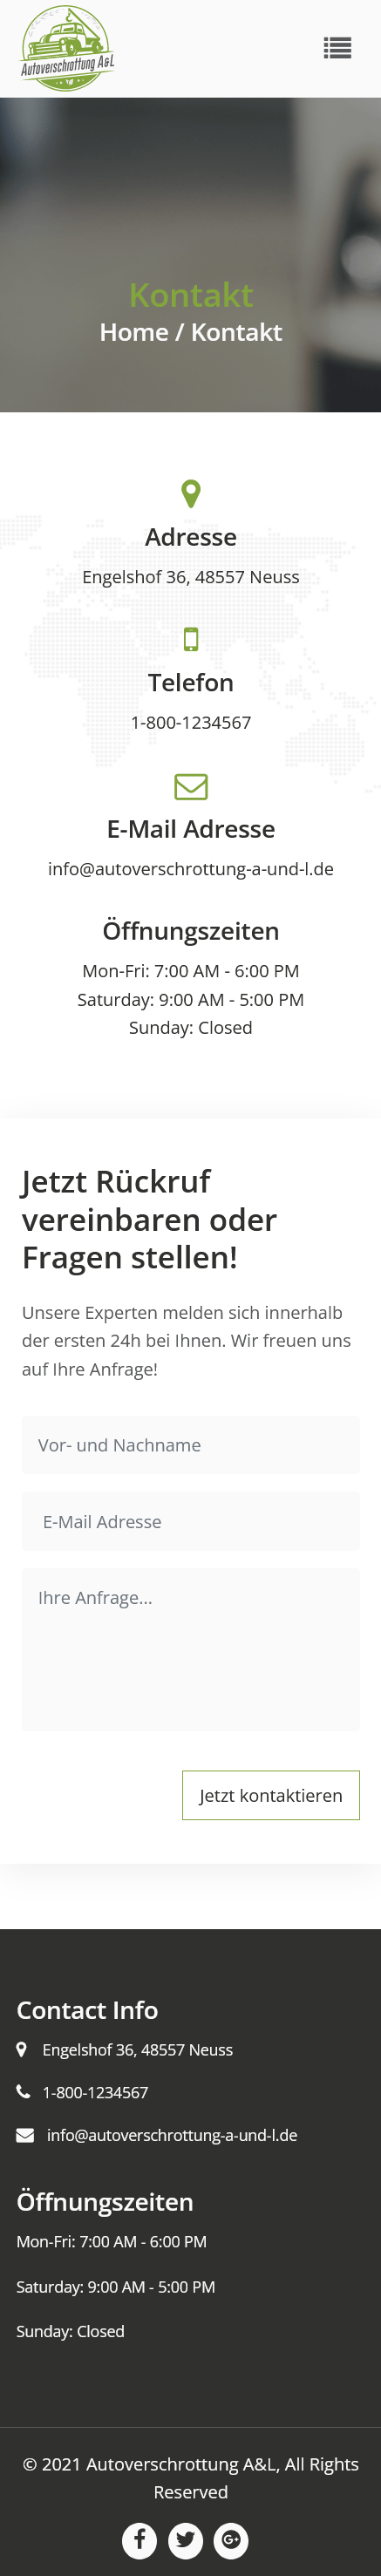 Autoverschrottung A&L
Kontakt
Home / Kontakt
Adresse
Engelshof 36, 48557 Neuss
Telefon
1-800-1234567
E-Mail Adresse
info@autoverschrottung-a-und-l.de
Öffnungszeiten
Mon-Fri: 7:00 AM - 6:00 PM
Saturday: 9:00 AM - 5:00 PM
Sunday: Closed
Jetzt Rückruf
vereinbaren oder
Fragen stellen!
Unsere Experten melden sich innerhalb
der ersten 24h bei Ihnen. Wir freuen uns
auf Ihre Anfrage!
Vor- und Nachname
E-Mail Adresse
Ihre Anfrage...
Jetzt kontaktieren
Contact Info
Engelshof 36, 48557 Neuss
1-800-1234567
info@autoverschrottung-a-und-l.de
Öffnungszeiten
Mon-Fri: 7:00 AM - 6:00 PM
Saturday: 9:00 AM - 5:00 PM
Sunday: Closed
© 2021 Autoverschrottung A&L, All Rights
Reserved